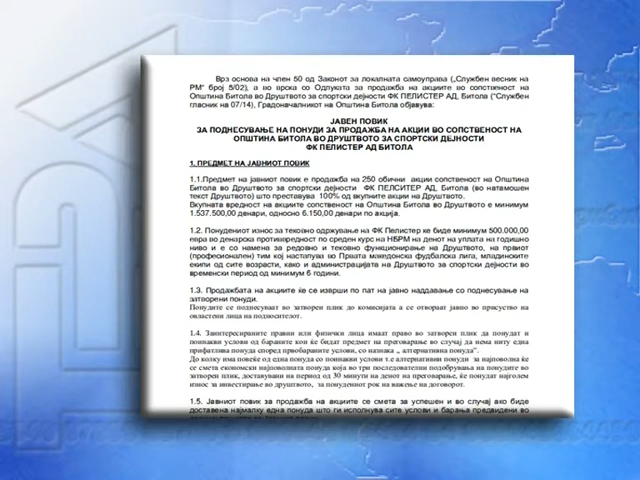 Врз основа на член 50 од Законот за локалната самоуправа („Службен весник на
РМ" број 5/02), а во врска со Одлуката за продажба на акциите во сопственост на
Општина Битола во Друштвото за спортски дејности ФК ПЕЛИСТЕР АД, Битола ("Службен
гласник на 07/14), Градоначалникот на Општина Битола објавува:
ЈАВЕН ПОВИК
ЗА ПОДНЕСУВАЊЕ НА ПОНУДИ ЗА ПРОДАЖБА НА АКЦИИ ВО СОПСТВЕНОСТ НА
ОПШТИНА БИТОЛА ВО ДРУШТВОТО ЗА СПОРТСКИ ДЕЈНОСТИ
ФК ПЕЛИСТЕР АД БИТОЛА
1. ПРЕДМЕТ НА ЈАВНИОТ ПОВИК
1.1.Предмет на јавниот повик е продажба на 250 обични акции сопственост на Општина
Битола во Друштвото за спортски дејности ФК ПЕЛСИТЕР АД, Битола (во натамошен
текст Друштвото) што преставува 100% од вкупните акции на Друштвото.
Вкупната вредност на акциите сопственост на Општина Битола во Друштвото е минимум
1.537.500,00 денари, односно 6.150,00 денари по акција.
1.2. Понудениот износ за тековно одржување на ФК Пелистер ке биде минимум 500.000,00
евра во денарска противвредност по среден курс на НБРМ на денот на уплата на годишно
ниво и е со намена за редовно и тековно функционирање на Друштвото, на првиот
(професионален) тим кој настапува во Првата македонска фудбалска лига, младинските
екипи од сите возрасти, како и администрацијата на Друштвото за спортски дејности во
временски период од минимум 6 години.
1.3. Продажбата на акциите ќе се изврши по пат на јавно наддавање со поднесување на
затворени понуди.
Понудите се поднесуваат во затворен плик до комисијата а се отвораат јавно во присуство на
овластени лица на подносителот.
1.4. Заинтересираните правни или физички лица имаат право во затворен плик да понудат и
поинакви услови од бараните кои ќе бидат предмет на преговарање во случај да нема ниту една
прифатлива понуда според првобараните услови, со назнака „ алтернативна понуда".
До колку има повеќе од една понуда со поинакви услови т.е алтернативни понуди за најповолна ќе
се смета економски најповолната понуда која во три последователни подобрувања на понудите во
затворен плик, доставувани на период од 30 минути на денот на преговарање, ќе понудат најголем
износ за инвестирање во друштвото, за понудениот рок на важење на договорот.
1.5. Јавниот повик за продажба на акциите се смета за успешен и во случај ако биде
доставена најмалку една понуда што ги исполнува сите услови и барања предвидени во